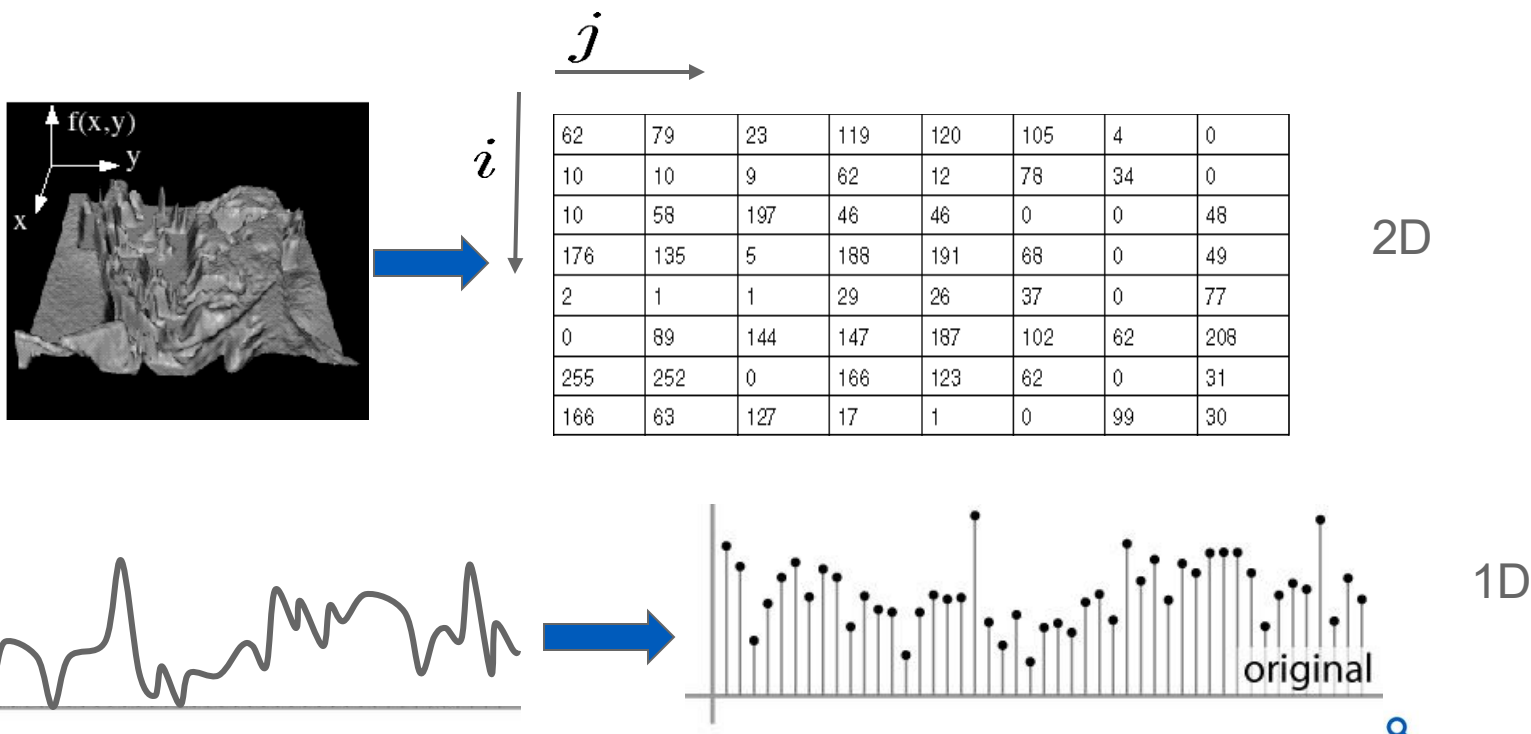 j
f(x,y)
y
x
i
62 79 23 119 120 105 4 0
10 10 9 62 12 78 34 0
10 58 197 46 46 0 0 48
176 135 5 188 191 68 0 49
2 1 1 29 26 37 0 77
0 89 144 147 187 102 62 208
255 252 0 166 123 62 0 31
166 63 127 17 1 0 99 30
2D
1D
original